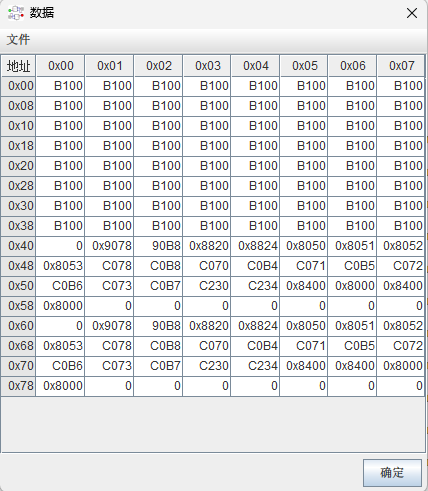 数据
文件
地址 0x00 0x01 0x02 0x03 0x04 0x05 0x06 0x07
0x00 B100 B100 B100 B100 B100 B100 B100 B100
0x08 B100 B100 B100 B100 B100 B100 B100 B100
0x10 B100 B100 B100 B100 B100 B100 B100 B100
0x18 B100 B100 B100 B100 B100 B100 B100 B100
0x20 B100 B100 B100 B100 B100 B100 B100 B100
0x28 B100 B100 B100 B100 B100 B100 B100 B100
0x30 B100 B100 B100 B100 B100 B100 B100 B100
0x38 B100 B100 B100 B100 B100 B100 B100 B100
0x40 0 0x9078 90B8 0x8820 0x8824 0x8050 0x8051 0x8052
0x48 0x8053 C078 C0B8 C070 C0B4 C071 C0B5 C072
0x50 C0B6 C073 C0B7 C230 C234 0x8400 0x8000 0x8400
0x58 0x8000 0 0 0 0 0 0 0
0x60 0 0x9078 90B8 0x8820 0x8824 0x8050 0x8051 0x8052
0x68 0x8053 C078 C0B8 C070 C0B4 C071 C0B5 C072
0x70 C0B6 C073 C0B7 C230 C234 0x8400 0x8400 0x8000
0x78 0x8000 0 0 0 0 0 0 0
确定